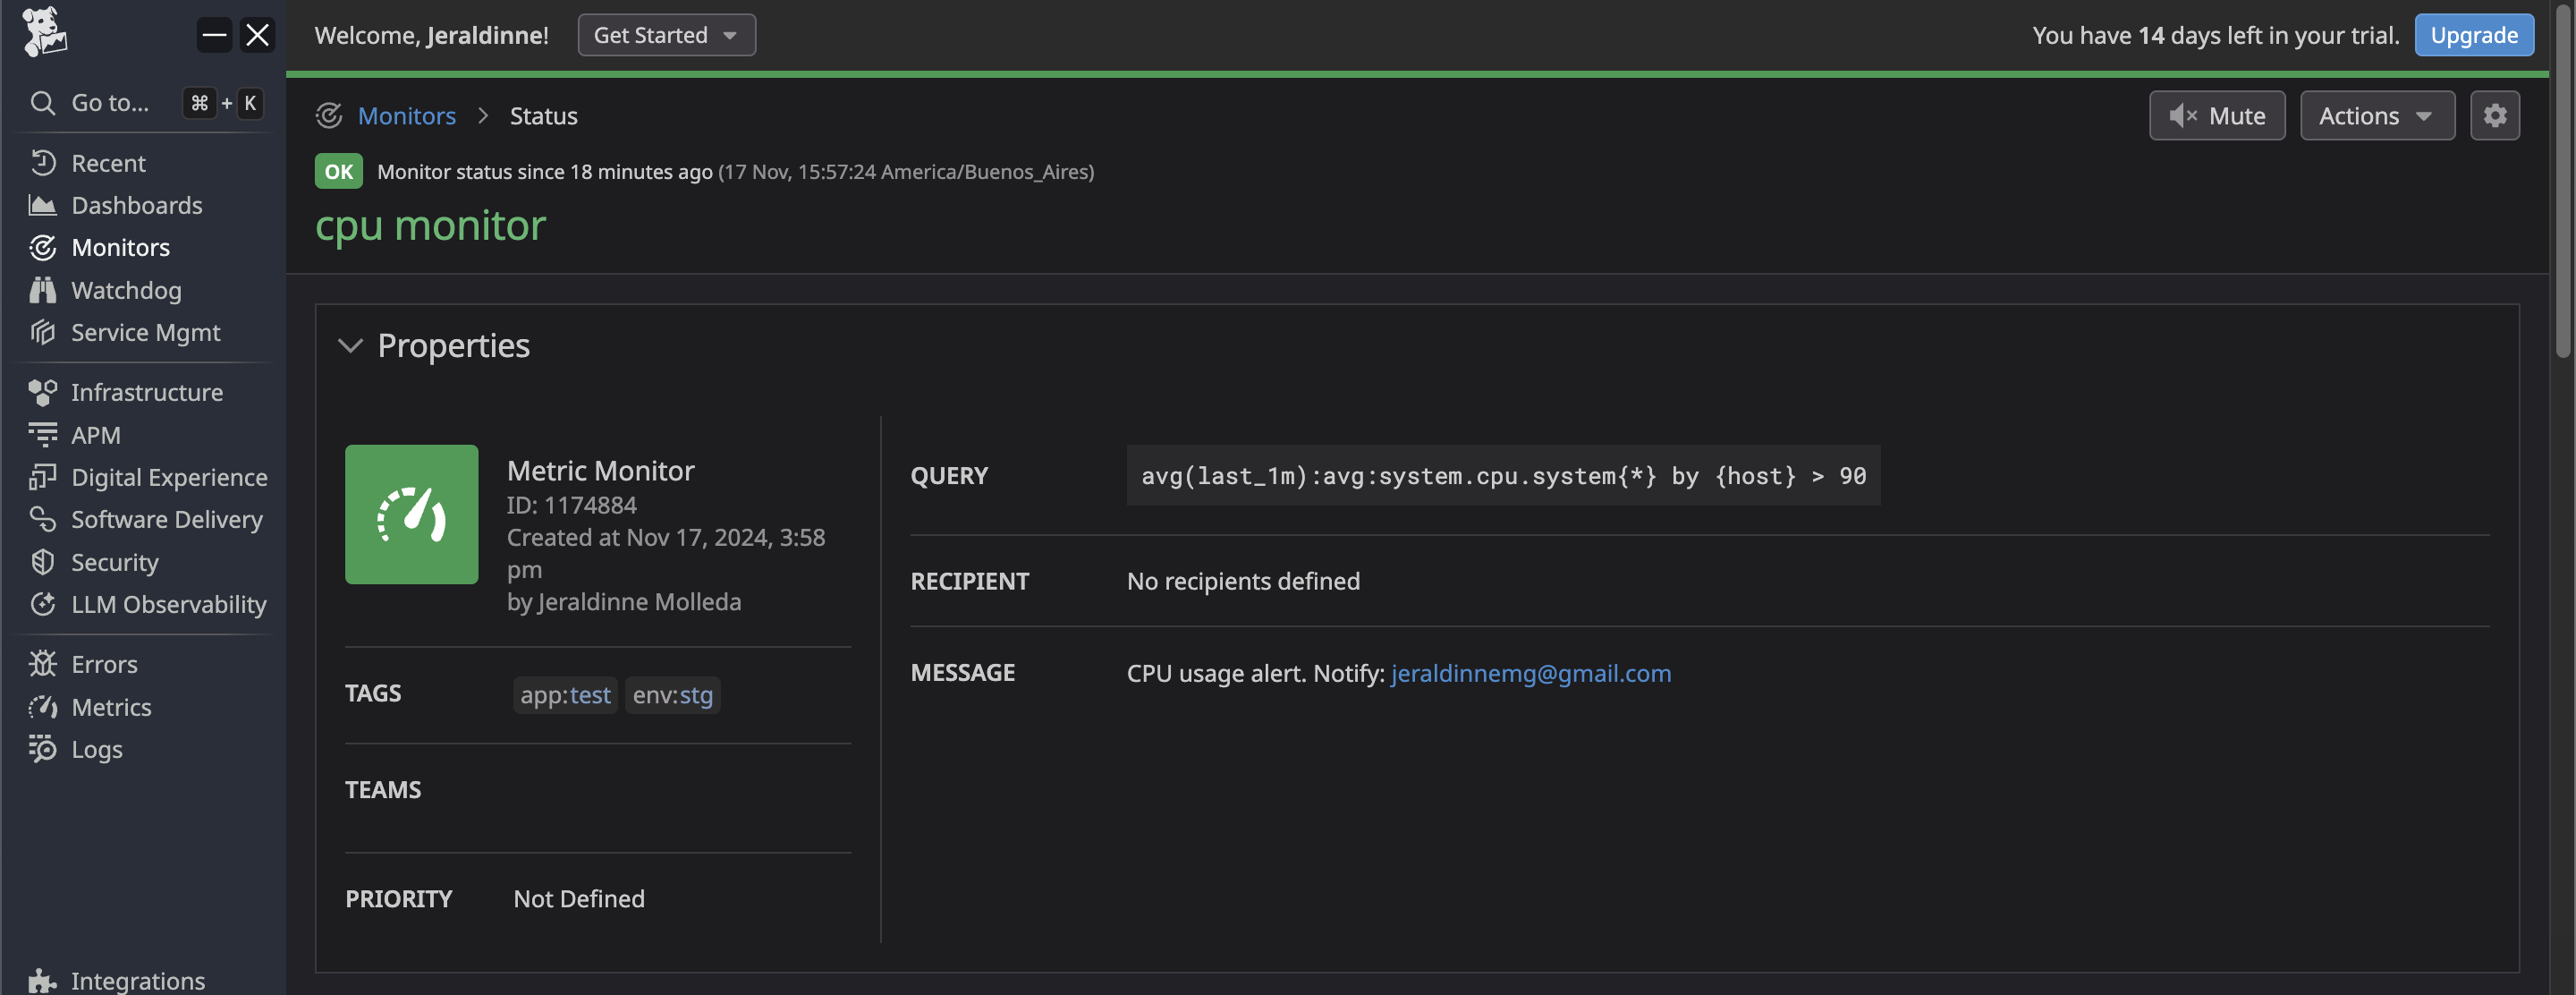 Welcome, Jeraldinne!
Get Started
You have 14 days left in your trial.
Upgrade
Go to...
⌘ + K
Recent
Dashboards
Monitors
Watchdog
Service Mgmt
Infrastructure
APM
Digital Experience
Software Delivery
Security
LLM Observability
Errors
Metrics
Logs
Integrations
Monitors > Status
Mute
Actions
OK Monitor status since 18 minutes ago (17 Nov, 15:57:24 America/Buenos_Aires)
cpu monitor
Properties
Metric Monitor
ID: 1174884
Created at Nov 17, 2024, 3:58
pm
by Jeraldinne Molleda
TAGS app:test env:stg
TEAMS
PRIORITY Not Defined
QUERY avg(last_1m):avg:system.cpu.system{*} by {host} > 90
RECIPIENT No recipients defined
MESSAGE CPU usage alert. Notify: jeraldinnemg@gmail.com